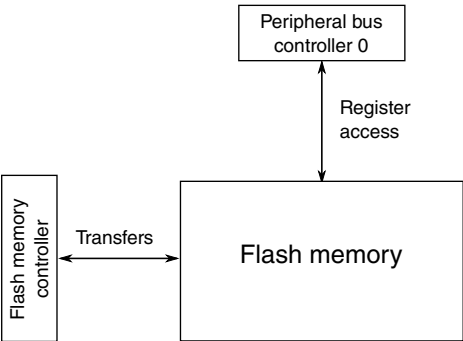 Peripheral bus
controller 0
Register
access
Flash memory
controller
Transfers
Flash memory